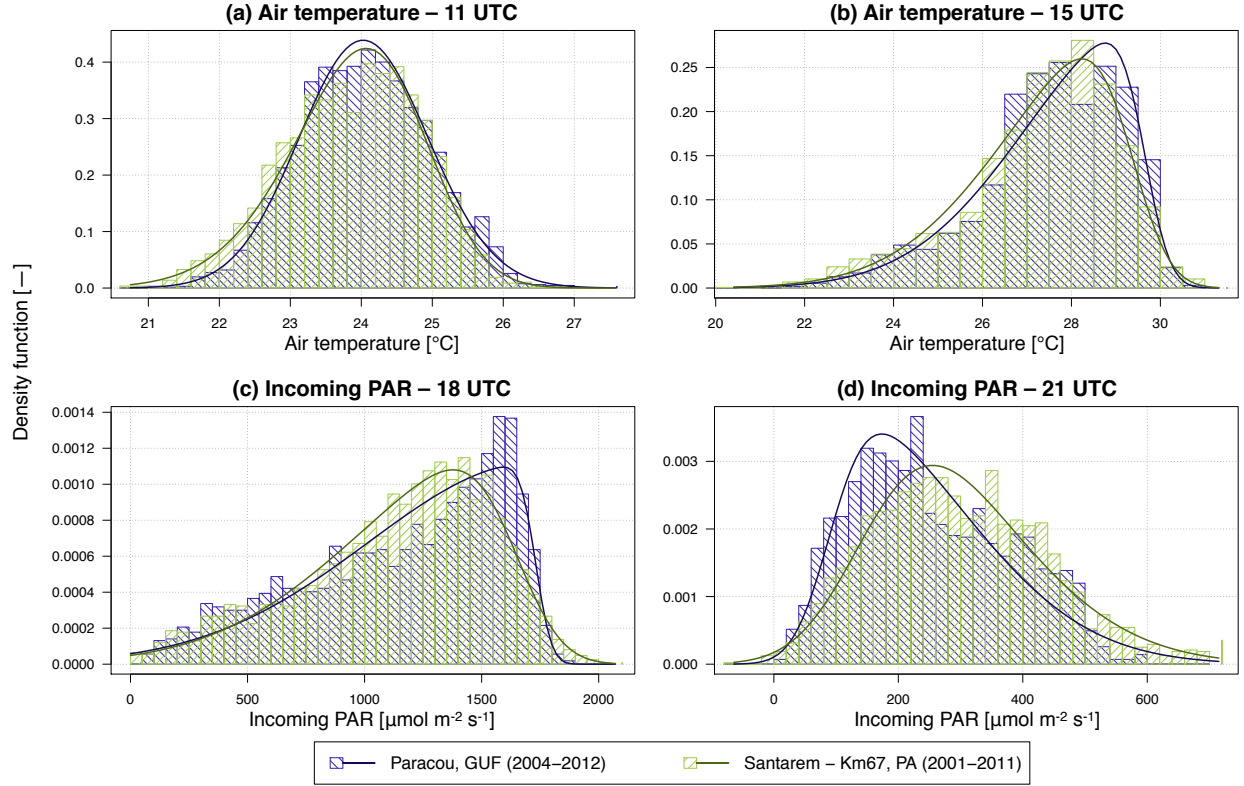 (a) Air temperature – 11 UTC
(b) Air temperature – 15 UTC
0.4
0.3
0.2
0.1
0.0
21 22 23 24 25 26 27
Air temperature [°C]
0.25
0.20
0.15
0.10
0.05
0.00
20 22 24 26 28 30
Air temperature [°C]
Density function [—]
(c) Incoming PAR – 18 UTC
(d) Incoming PAR – 21 UTC
0.0014
0.0012
0.0010
0.0008
0.0006
0.0004
0.0002
0.0000
0 500 1000 1500 2000
Incoming PAR [µmol m⁻² s⁻¹]
0.003
0.002
0.001
0.000
0 200 400 600
Incoming PAR [µmol m⁻² s⁻¹]
Paracou, GUF (2004–2012)
Santarem – Km67, PA (2001–2011)